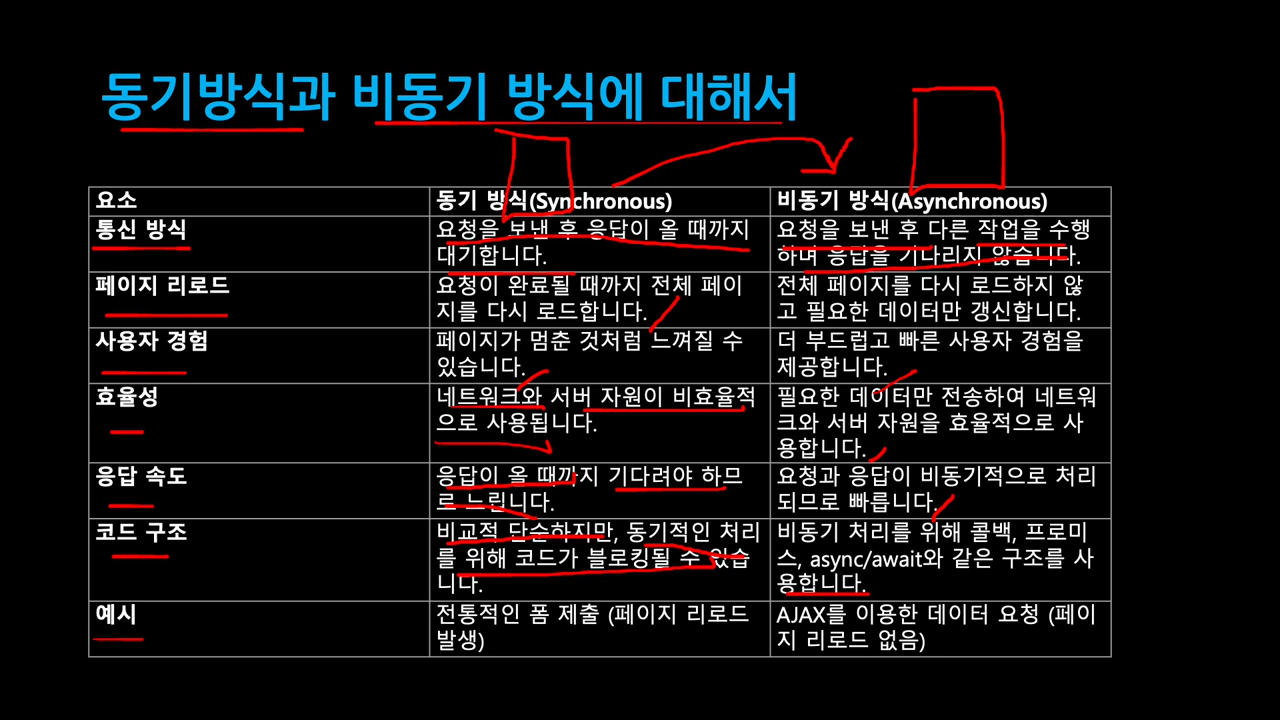 동기방식과 비동기 방식에 대해서
요소
동기 방식(Synchronous)
비동기 방식(Asynchronous)
통신 방식
요청을 보낸 후 응답이 올 때까지
대기합니다.
요청을 보낸 후 다른 작업을 수행
하며 응답을 기다리지 않습니다.
페이지 리로드
요청이 완료될 때까지 전체 페이
지를 다시 로드합니다.
전체 페이지를 다시 로드하지 않
고 필요한 데이터만 갱신합니다.
사용자 경험
페이지가 멈춘 것처럼 느껴질 수
있습니다.
더 부드럽고 빠른 사용자 경험을
제공합니다.
효율성
네트워크와 서버 자원이 비효율적
으로 사용됩니다.
필요한 데이터만 전송하여 네트워
크와 서버 자원을 효율적으로 사
용합니다.
응답 속도
응답이 올 때까지 기다려야 하므
로 느립니다.
요청과 응답이 비동기적으로 처리
되므로 빠릅니다.
코드 구조
비교적 단순하지만, 동기적인 처리
를 위해 코드가 블로킹될 수 있습
니다.
비동기 처리를 위해 콜백, 프로미
스, async/await와 같은 구조를 사
용합니다.
예시
전통적인 폼 제출 (페이지 리로드
발생)
AJAX를 이용한 데이터 요청 (페이
지 리로드 없음)